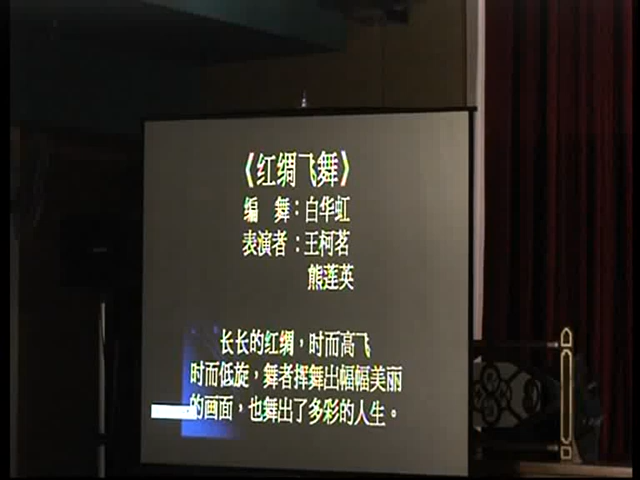 《红绸飞舞》
编 舞：白华虹
表演者：王柯茗
熊莲英
长长的红绸，时而高飞
时而低旋，舞者挥舞出幅幅美丽
的画面，也舞出了多彩的人生。